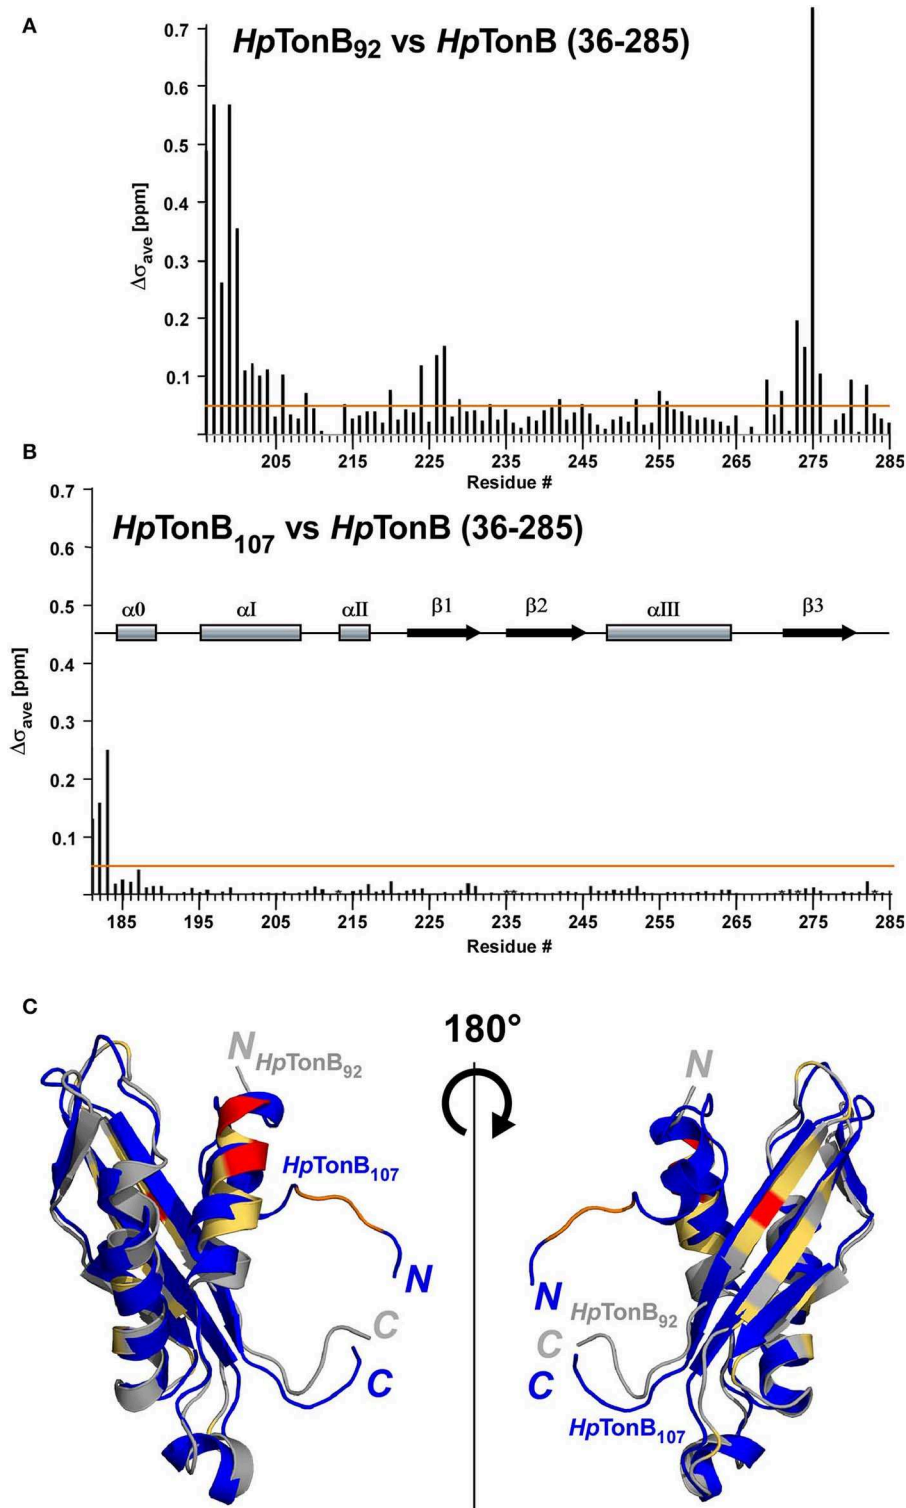 A
HpTonB92 vs HpTonB (36-285)
0.7
0.6
0.5
0.4
0.3
0.2
0.1
Δσave [ppm]
205 215 225 235 245 255 265 275 285
Residue #
B
HpTonB107 vs HpTonB (36-285)
0.7
0.6
0.5
0.4
0.3
0.2
0.1
Δσave [ppm]
α0 αI αII β1 β2 αIII β3
185 195 205 215 225 235 245 255 265 275 285
Residue #
C
180°
N
HpTonB92
HpTonB107
N
C
C
N
N
HpTonB92
C
C
HpTonB107